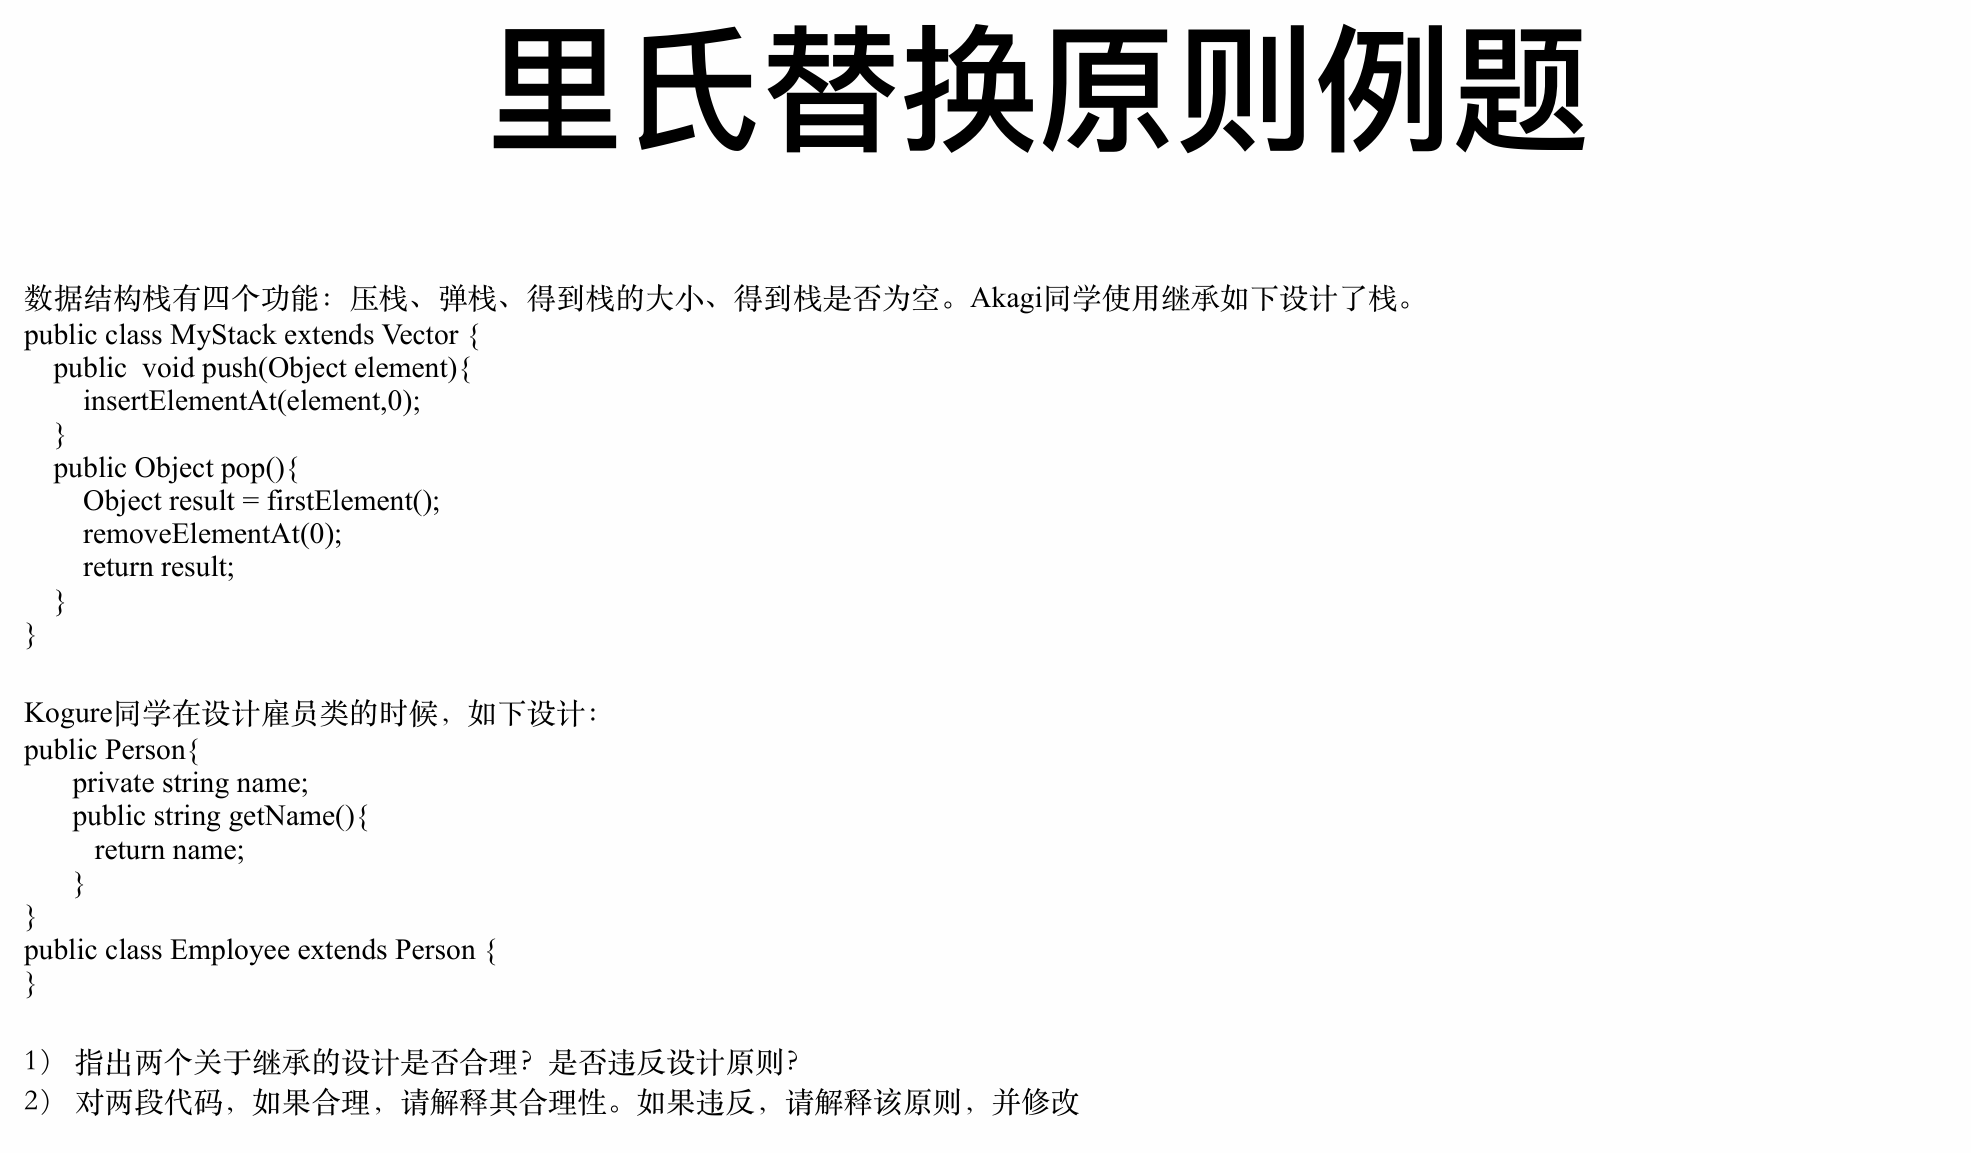 里氏替换原则例题
数据结构栈有四个功能：压栈、弹栈、得到栈的大小、得到栈是否为空。Akagi同学使用继承如下设计了栈。
public class MyStack extends Vector {
public  void push(Object element){
insertElementAt(element,0);
}
public Object pop(){
Object result = firstElement();
removeElementAt(0);
return result;
}
}
Kogure同学在设计雇员类的时候，如下设计：
public Person{
private string name;
public string getName(){
return name;
}
}
public class Employee extends Person {
}
1） 指出两个关于继承的设计是否合理？是否违反设计原则？
2） 对两段代码，如果合理，请解释其合理性。如果违反，请解释该原则，并修改